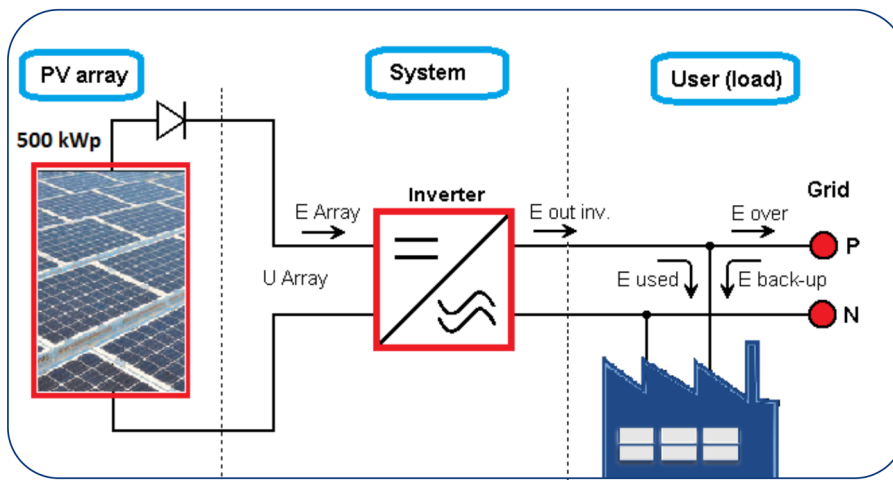 PV array
System
User (load)
500 kWp
Inverter
Grid
E Array
E out inv.
E over
P
U Array
E used
E back-up
N